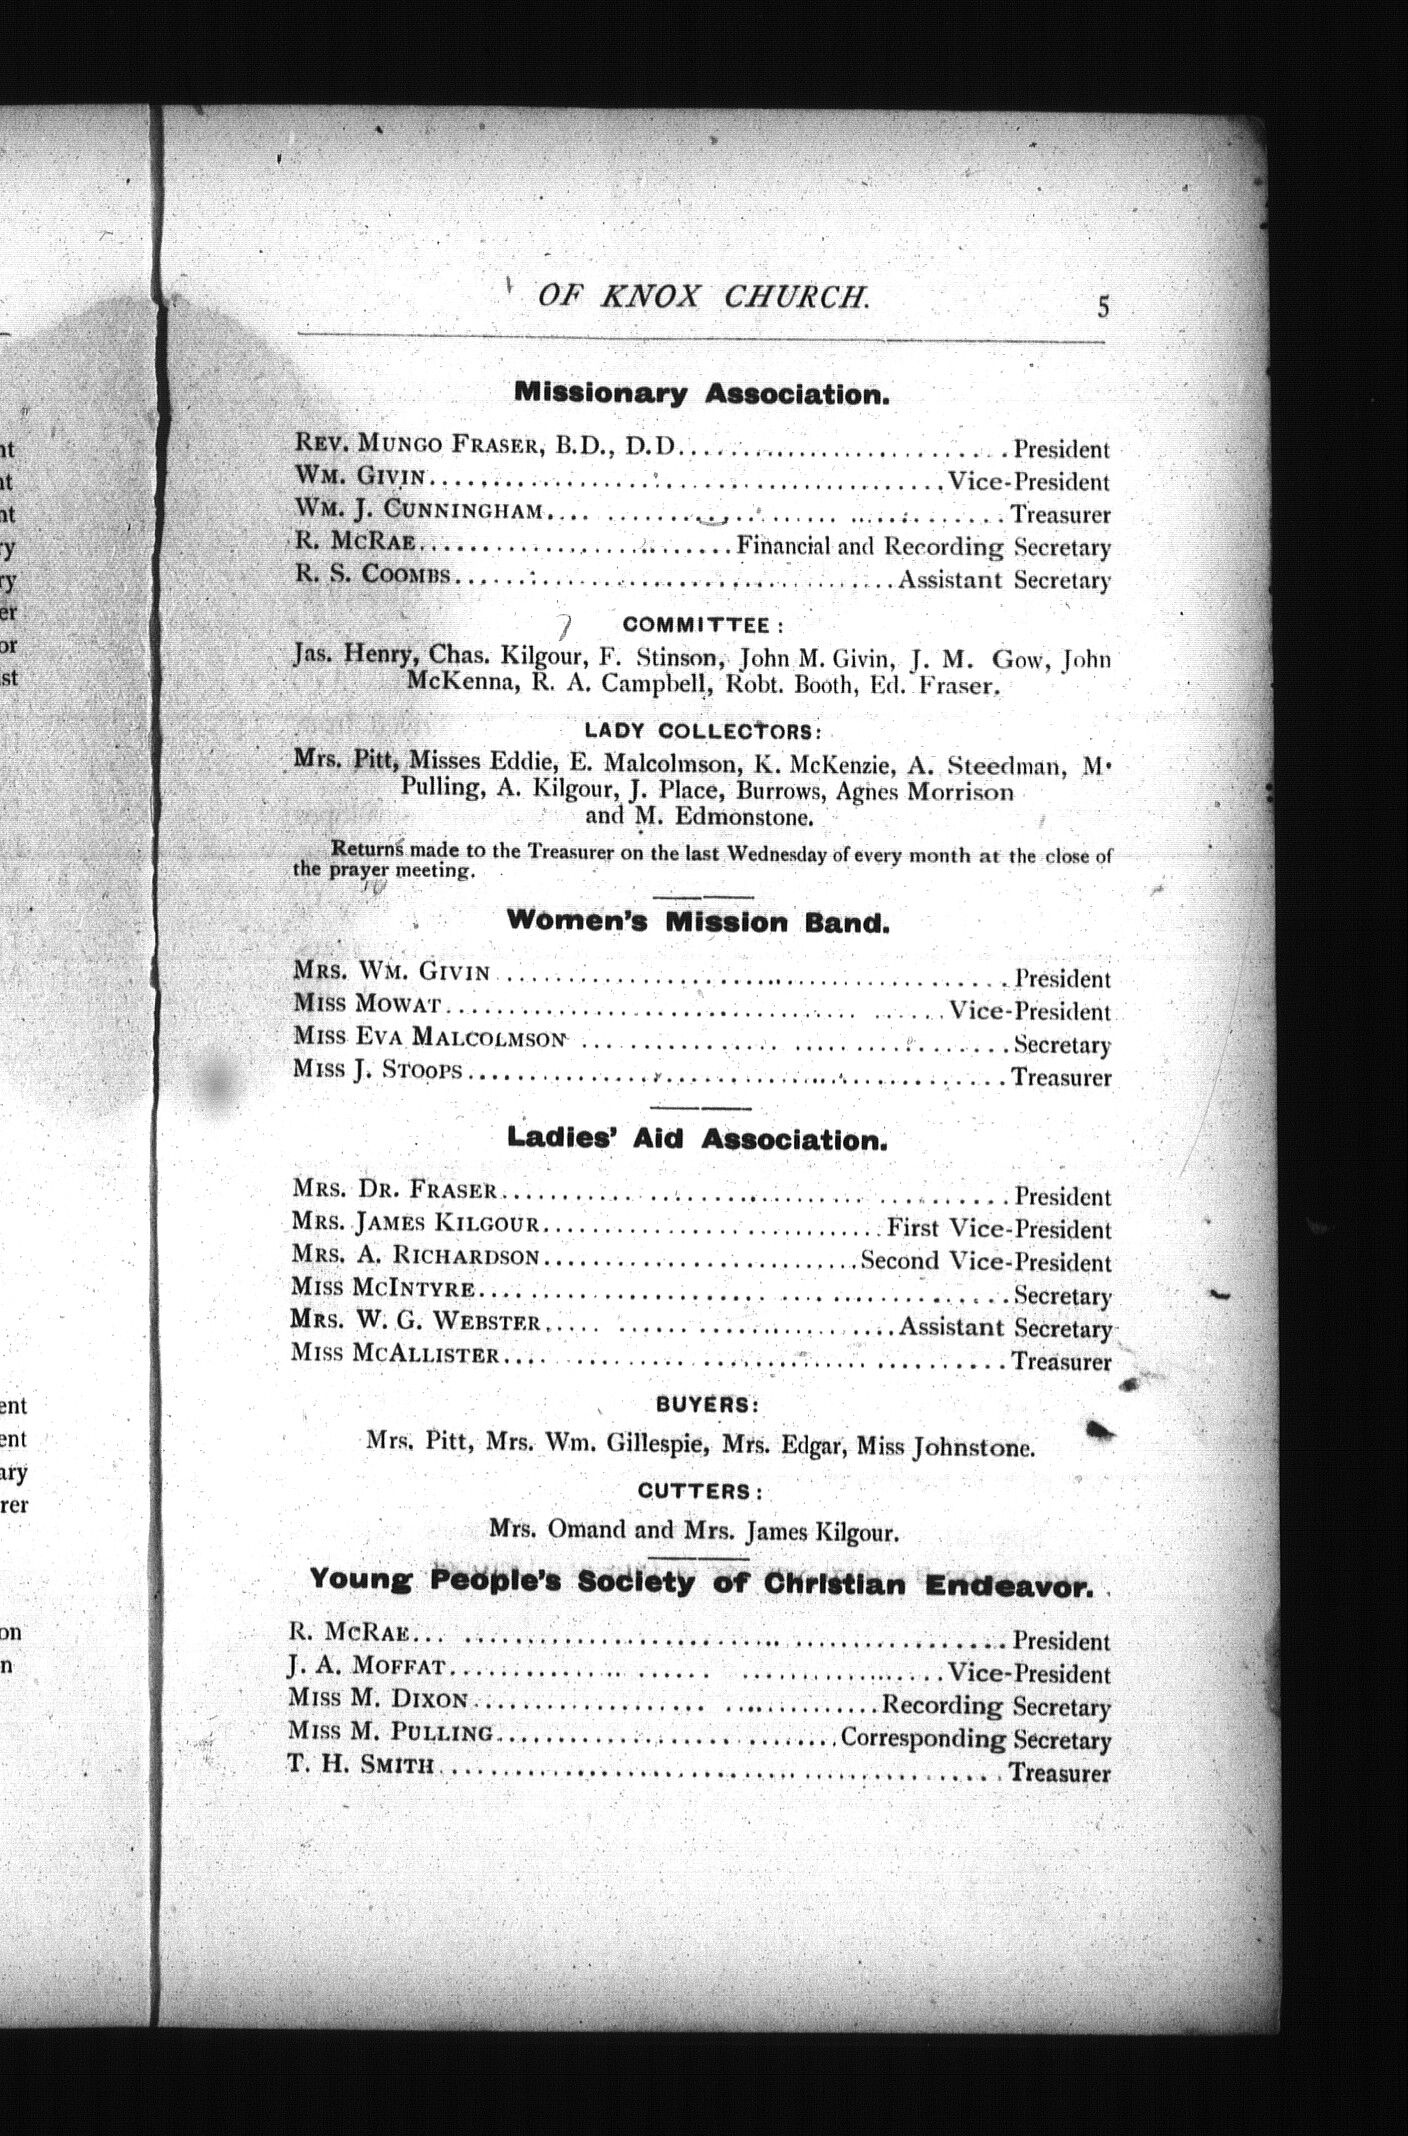 OF KNOX CHURCH. 5
Missionary Association.
REV. MUNGO FRASER, B.D., D.D. President
WM. GIVIN Vice-President
WM. J. CUNNINGHAM Treasurer
R. MCRAE Financial and Recording Secretary
R. S. COOMBS Assistant Secretary
COMMITTEE:
Jas. Henry, Chas. Kilgour, F. Stinson, John M. Givin, J. M. Gow, John
McKenna, R. A. Campbell, Robt. Booth, Ed. Fraser.
LADY COLLECTORS:
Mrs. Pitt, Misses Eddie, E. Malcolmson, K. McKenzie, A. Steedman, M.
Pulling, A. Kilgour, J. Place, Burrows, Agnes Morrison
and M. Edmonstone.
Returns made to the Treasurer on the last Wednesday of every month at the close of
the prayer meeting.
Women's Mission Band.
MRS. WM. GIVIN President
MISS MOWAT Vice-President
MISS EVA MALCOLMSON Secretary
MISS J. STOOPS Treasurer
Ladies' Aid Association.
MRS. DR. FRASER President
MRS. JAMES KILGOUR First Vice-President
MRS. A. RICHARDSON Second Vice-President
MISS MCINTYRE Secretary
MRS. W. G. WEBSTER Assistant Secretary
MISS MCALLISTER Treasurer
BUYERS:
Mrs. Pitt, Mrs. Wm. Gillespie, Mrs. Edgar, Miss Johnstone.
CUTTERS:
Mrs. Omand and Mrs. James Kilgour.
Young People's Society of Christian Endeavor.
R. MCRAE President
J. A. MOFFAT Vice-President
MISS M. DIXON Recording Secretary
MISS M. PULLING Corresponding Secretary
T. H. SMITH Treasurer